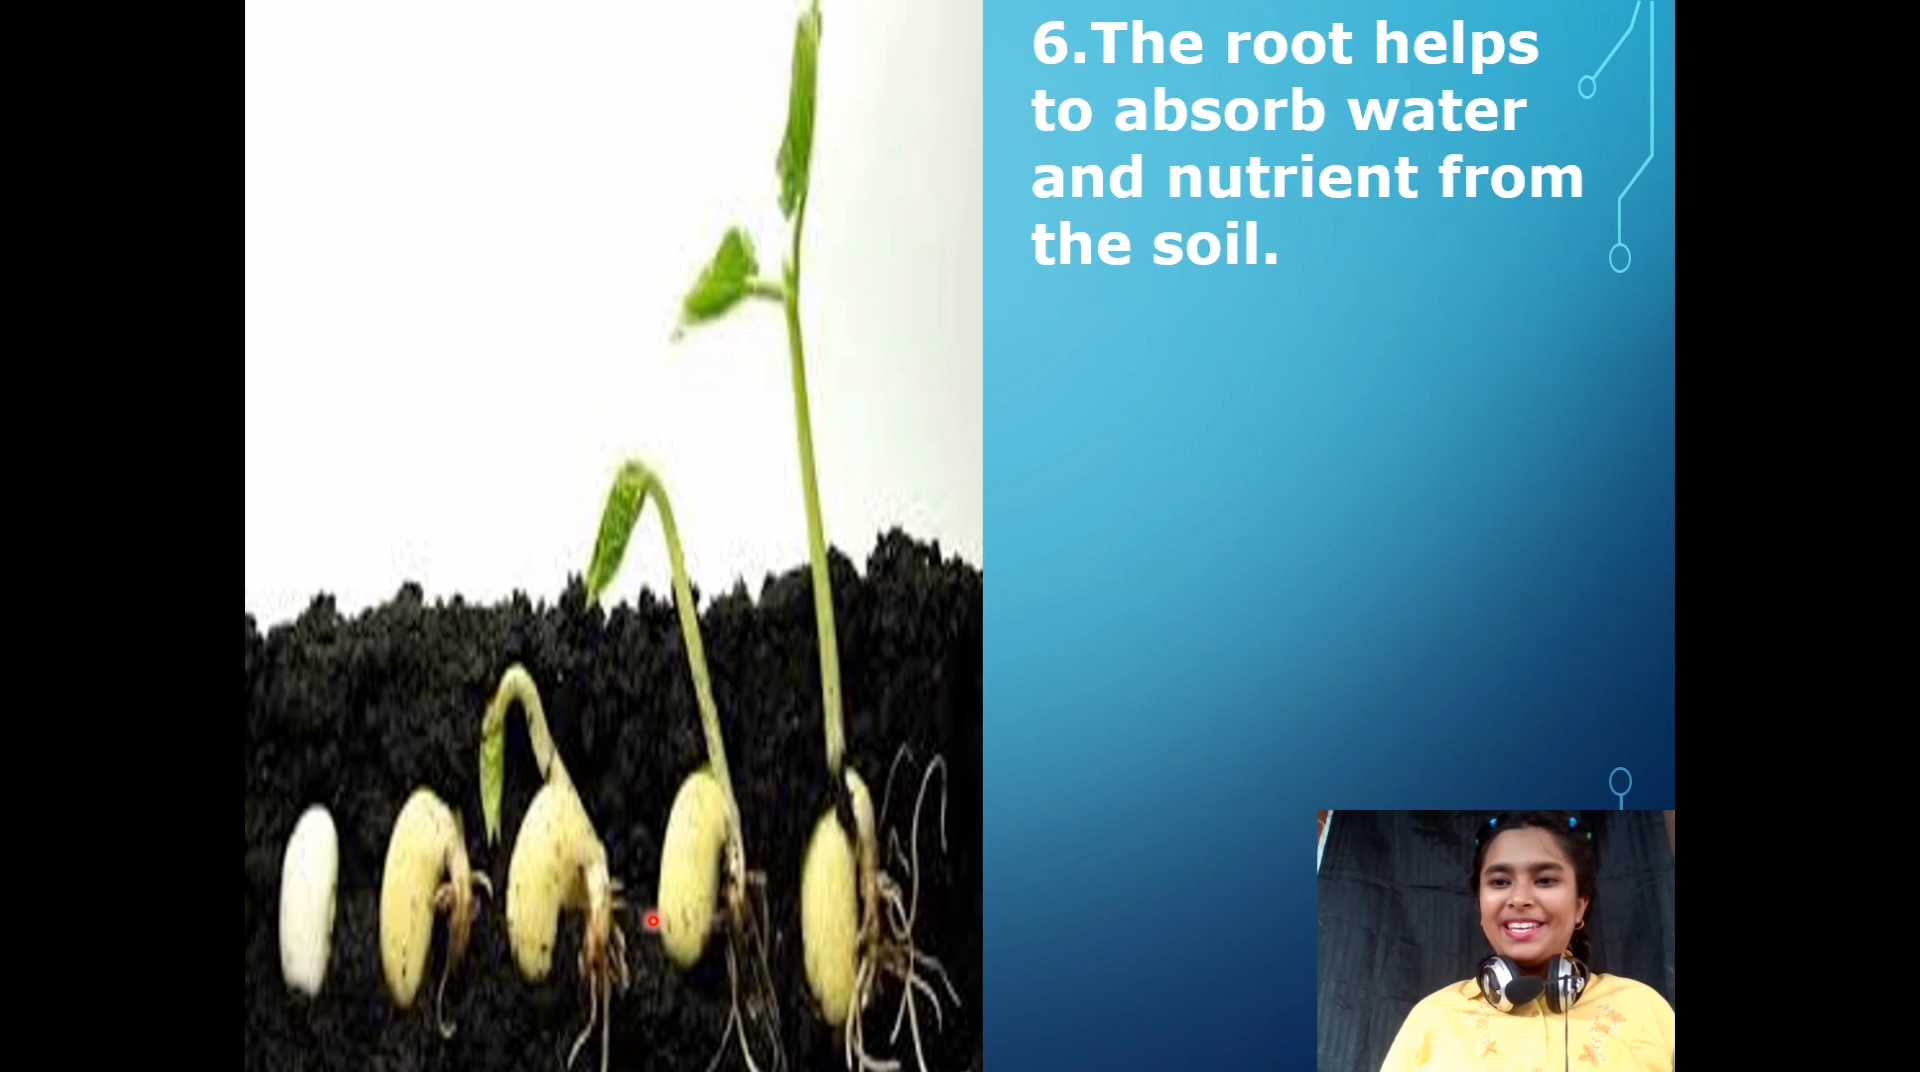 6.The root helps
to absorb water
and nutrient from
the soil.